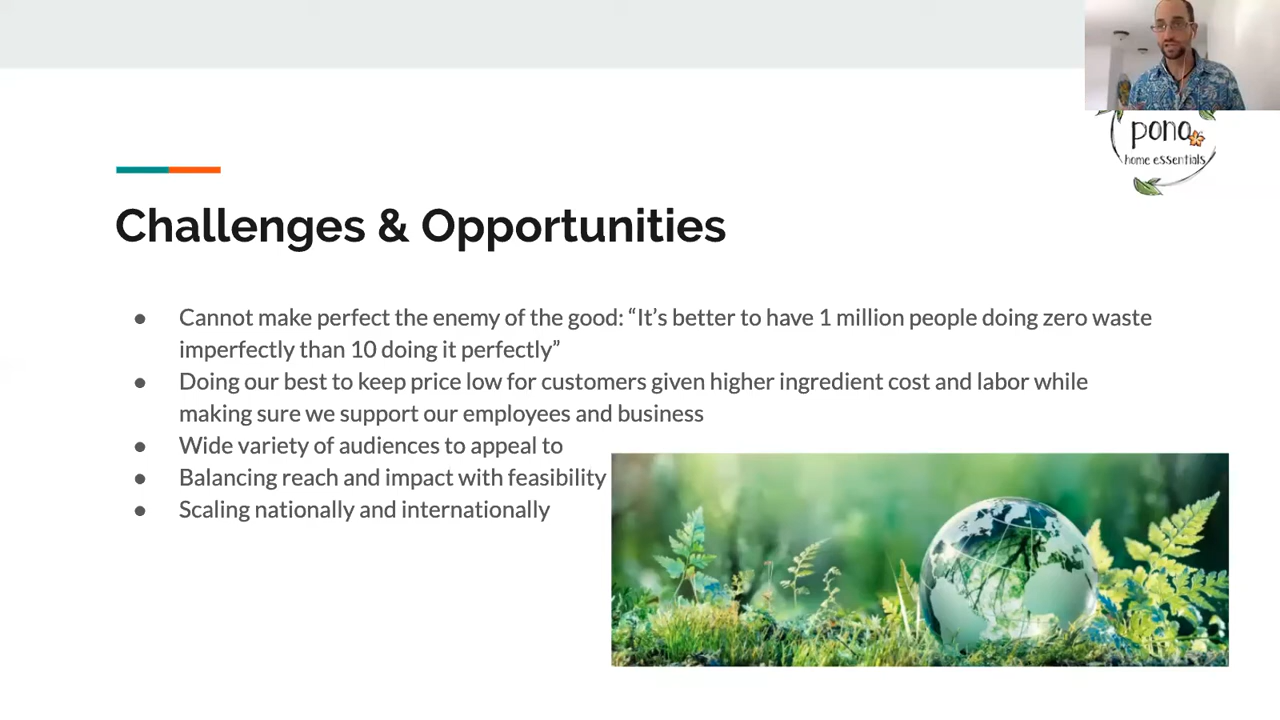 pono
home essentials
Challenges & Opportunities
● Cannot make perfect the enemy of the good: “It’s better to have 1 million people doing zero waste
imperfectly than 10 doing it perfectly”
● Doing our best to keep price low for customers given higher ingredient cost and labor while
making sure we support our employees and business
● Wide variety of audiences to appeal to
● Balancing reach and impact with feasibility
● Scaling nationally and internationally